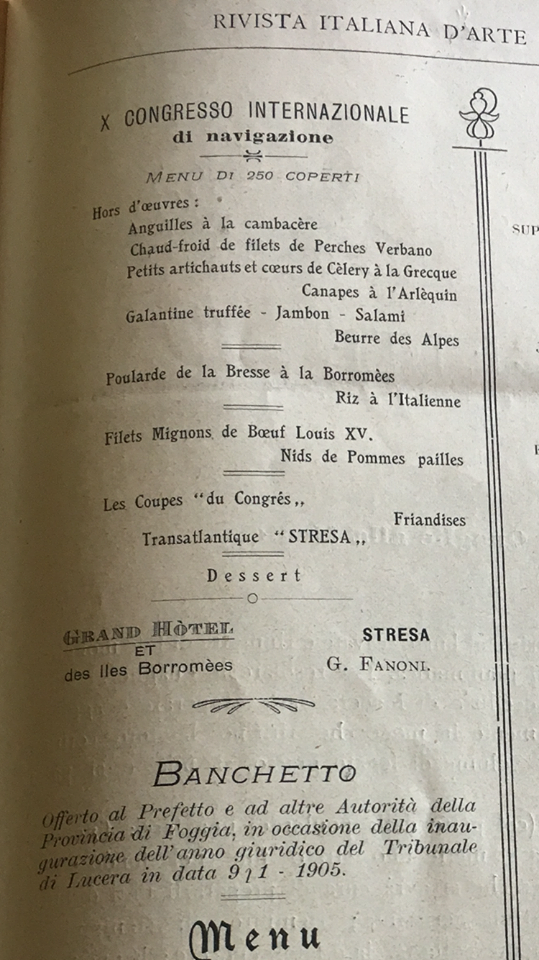 RIVISTA ITALIANA D'ARTE
X CONGRESSO INTERNAZIONALE
di navigazione
MENU DI 250 COPERTI
Hors d'œuvres :
Anguilles à la cambacère
Chaud-froid de filets de Perches Verbano
Petits artichauts et cœurs de Cèlery à la Grecque
Canapes à l'Arlèquin
Galantine truffée - Jambon - Salami
Beurre des Alpes
Poularde de la Bresse à la Borromèes
Riz à l'Italienne
Filets Mignons de Bœuf Louis XV.
Nids de Pommes pailles
Les Coupes “du Congrés„
Friandises
Transatlantique “STRESA„
Dessert
GRAND HÒTEL STRESA
ET
des Iles Borromèes G. FANONI.
BANCHETTO
Offerto al Prefetto e ad altre Autorità della
Provincia di Foggia, in occasione della inau-
gurazione dell'anno giuridico del Tribunale
di Lucera in data 9 1 - 1905.
Menu
SUP